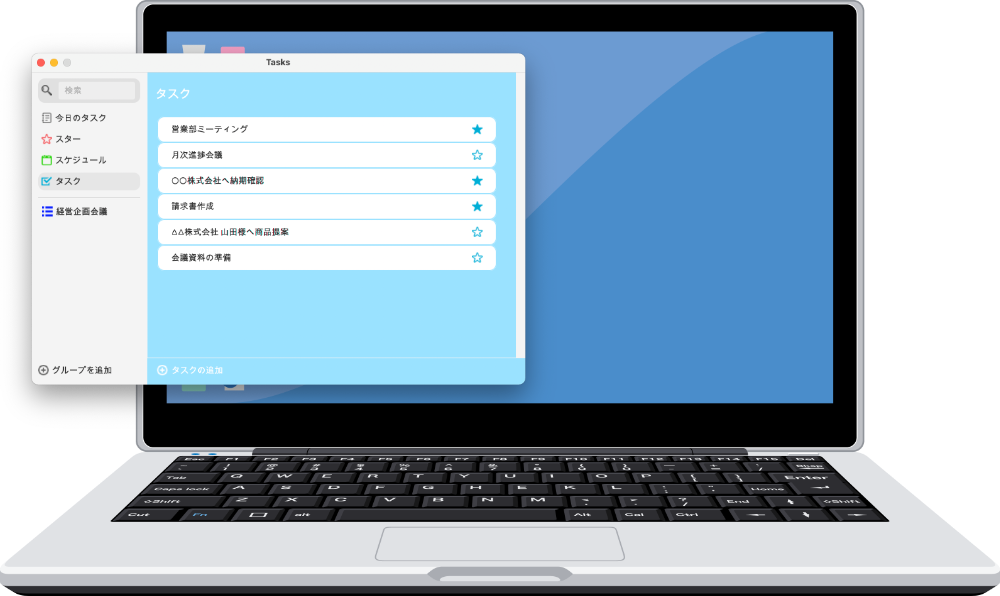 Tasks
検索
今日のタスク
スター
スケジュール
タスク
経営企画会議
グループを追加
タスク
営業部ミーティング
月次進捗会議
〇〇株式会社へ納期確認
請求書作成
△△株式会社 山田様へ商品提案
会議資料の準備
タスクの追加
Esc F1 F2 F3 F4 F5 F6 F7 F8 F9 F10 F11 F12 F13 F14 F15 Del
Tab Q W E R T Y U I O P Enter
Caps lock A S D F G H J K L Home
⇧Shift Z X C V B N M End ⇧Shift
Fn alt Alt Ctrl